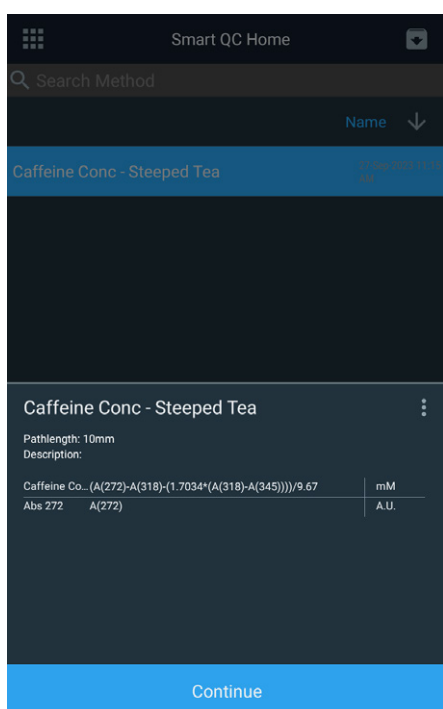 Smart QC Home
Search Method
Name
Caffeine Conc - Steeped Tea
Caffeine Conc - Steeped Tea
Pathlength: 10mm
Description:
Caffeine Co... (A(272)-A(318)-(1.7034*(A(318)-A(345))))/9.67 mM
Abs 272 A(272) A.U.
Continue